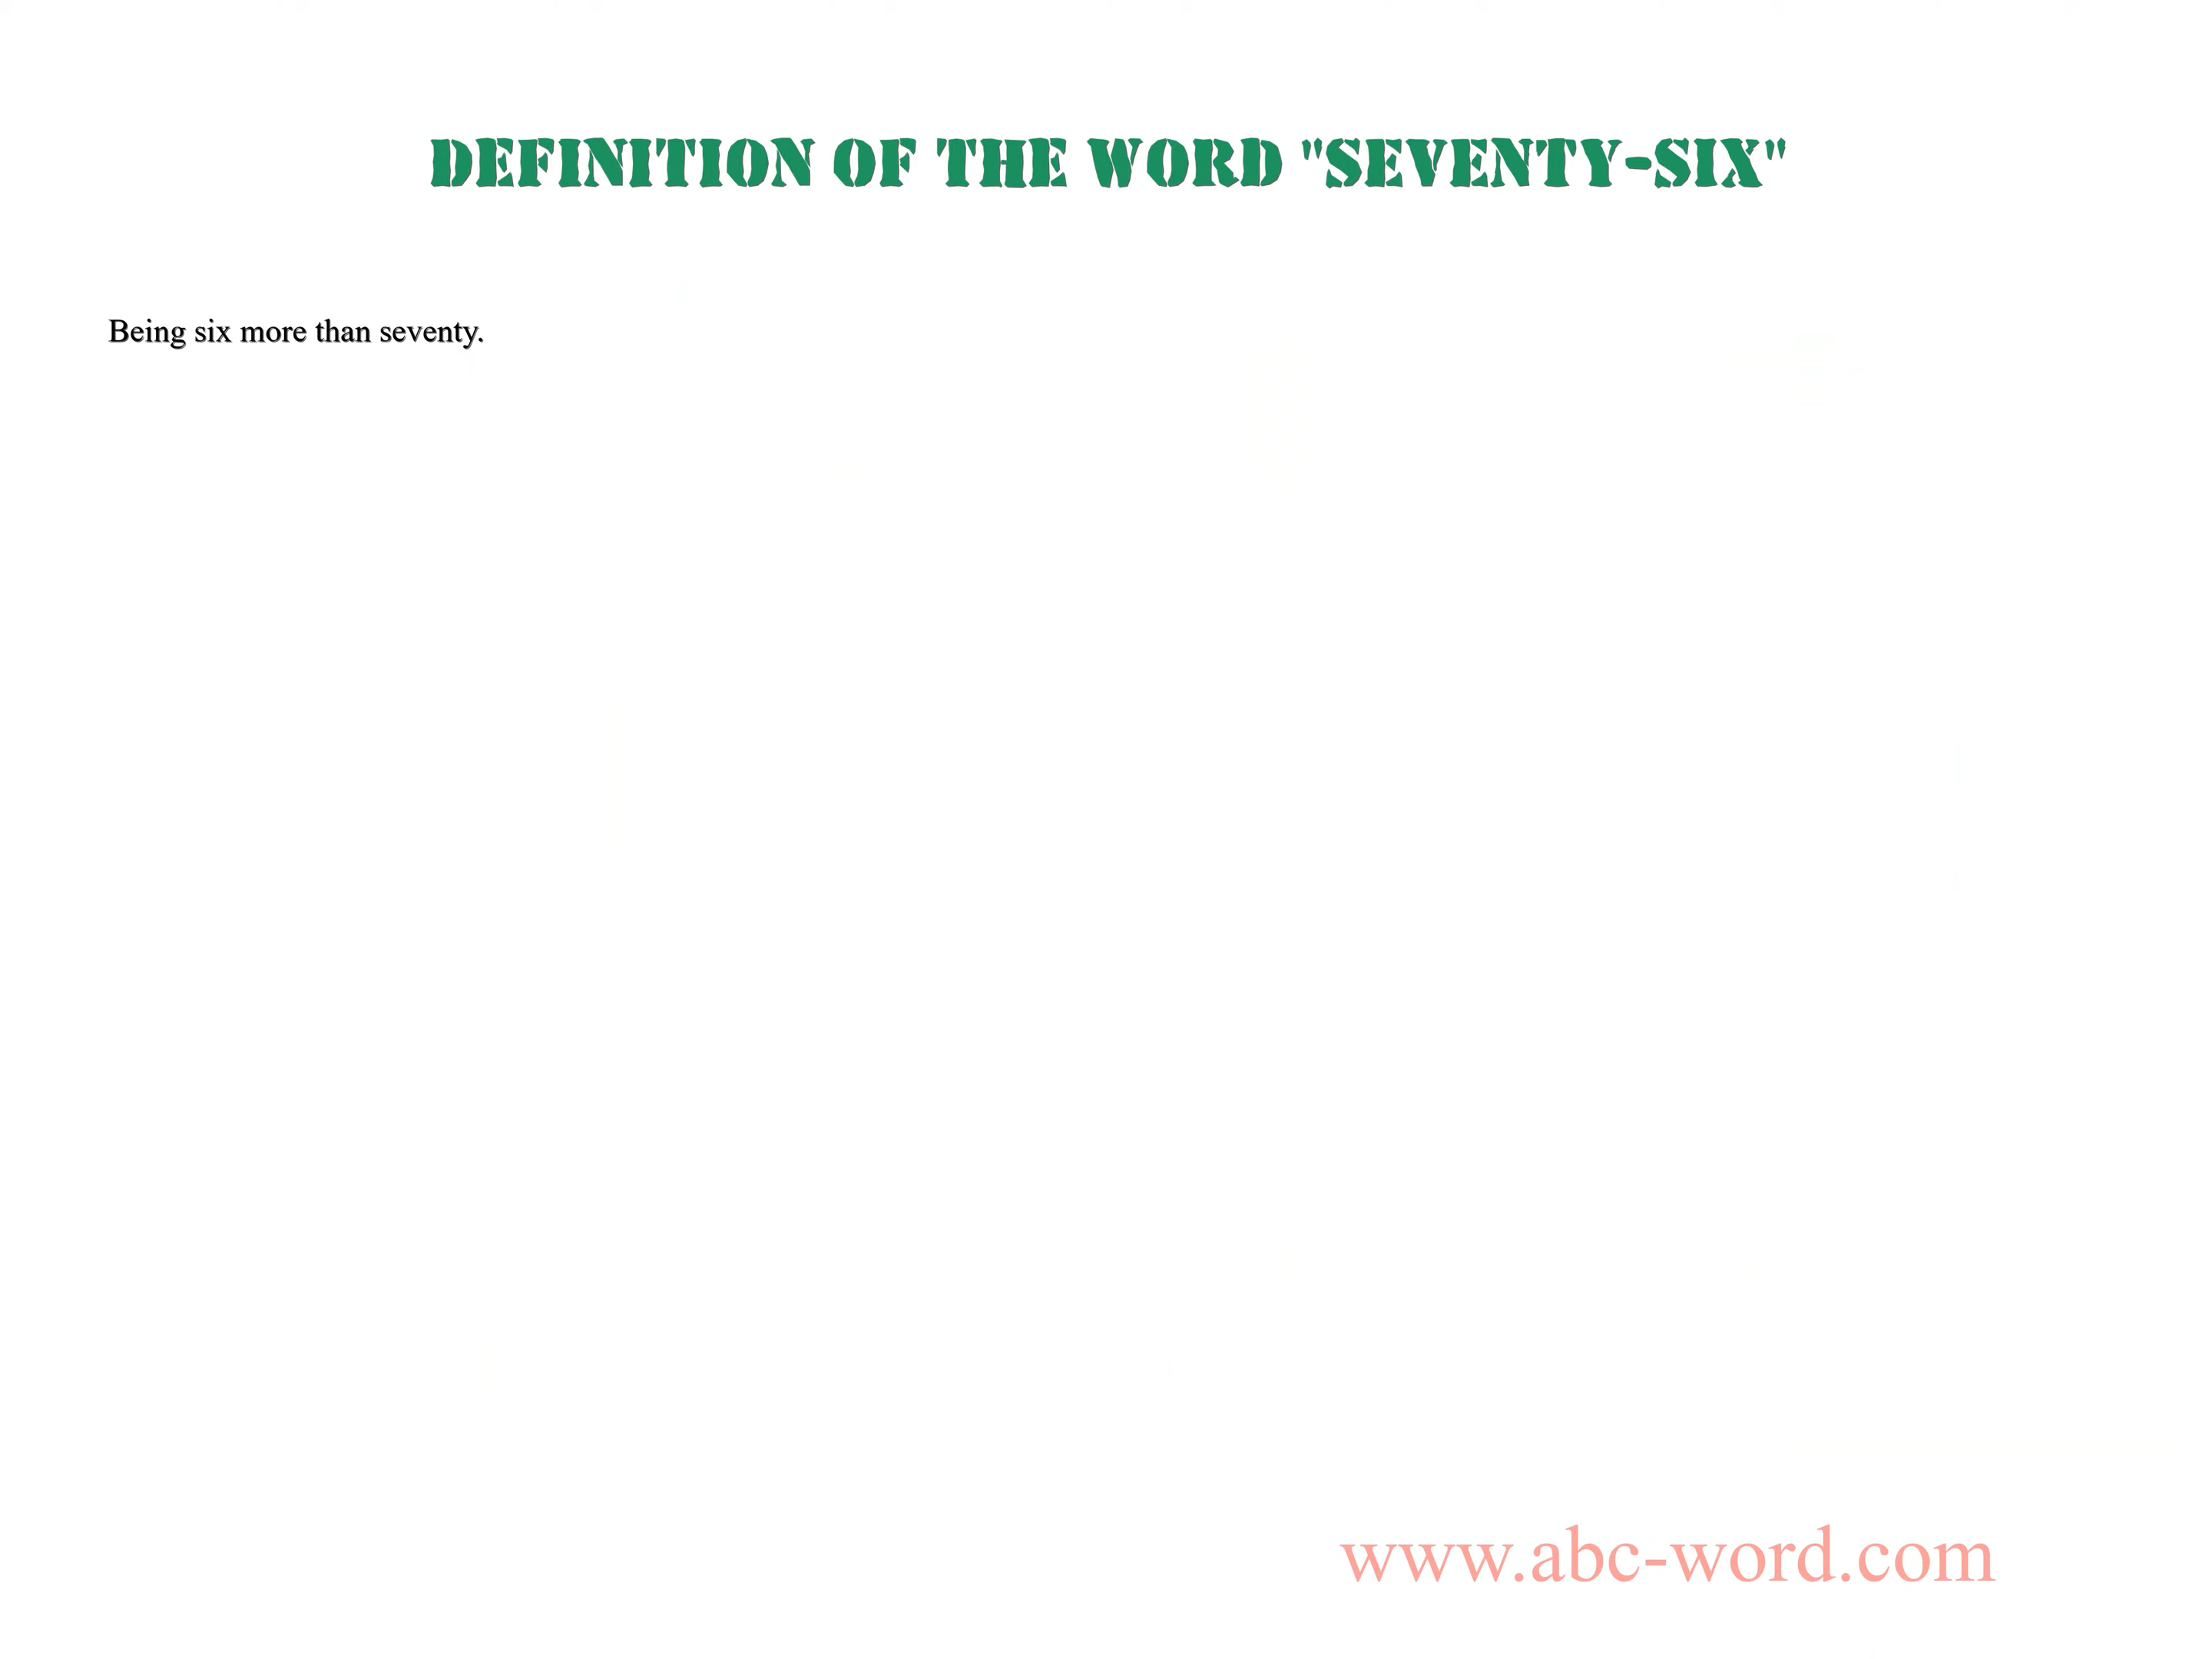 DEFINITION OF THE WORD "SEVENTY-SIX"
Being six more than seventy.
www.abc-word.com